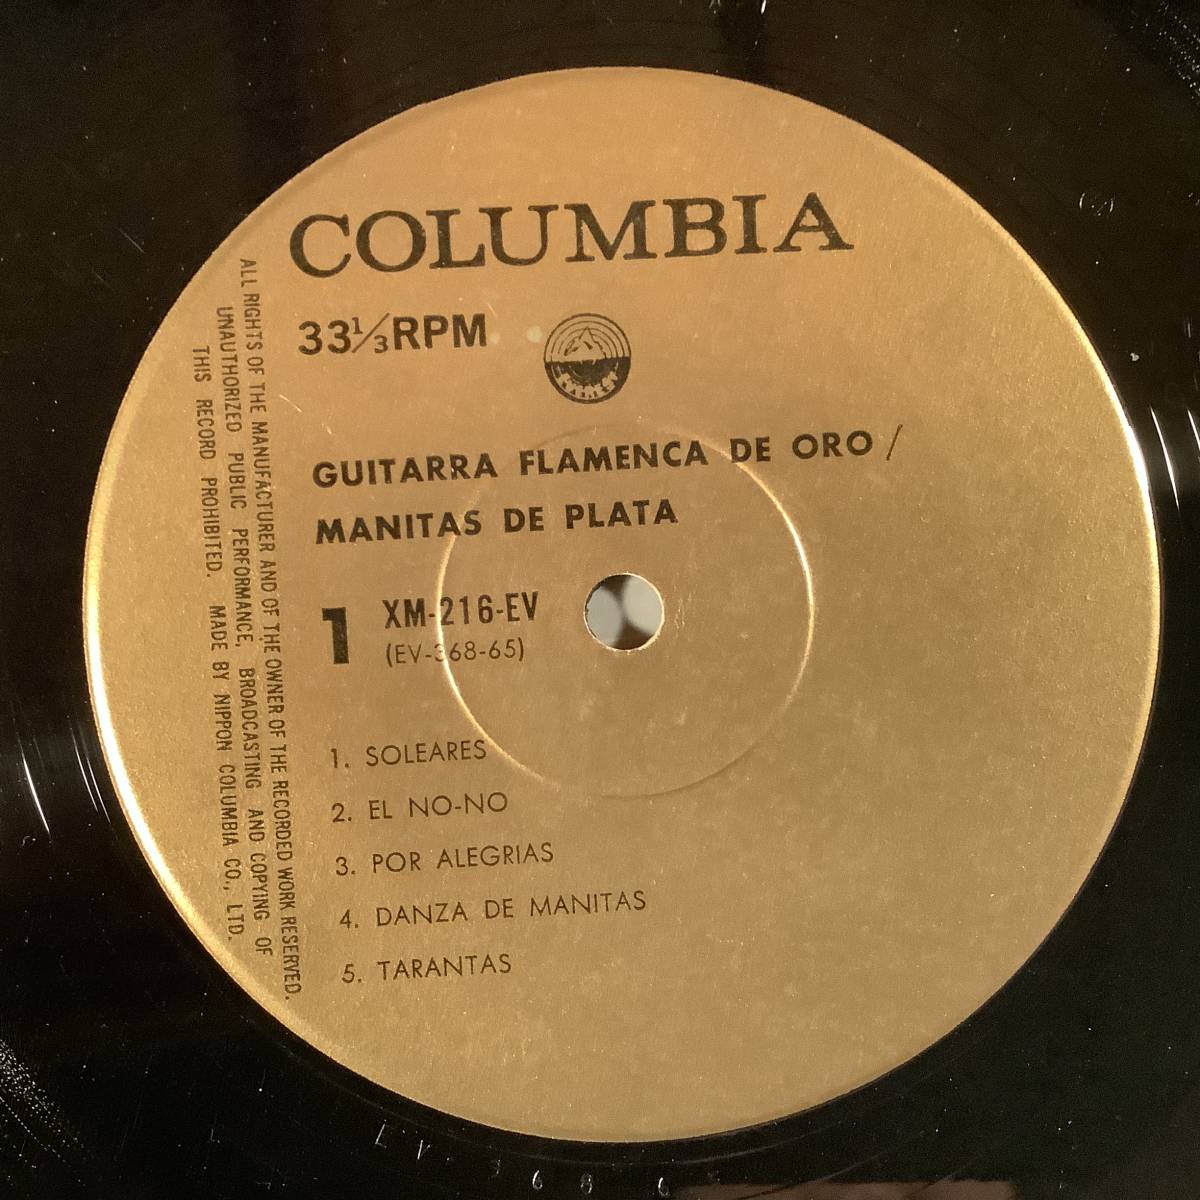 COLUMBIA
33⅓RPM
EVEREST
GUITARRA FLAMENCA DE ORO/
MANITAS DE PLATA
1 XM-216-EV
(EV-368-65)
1. SOLEARES
2. EL NO-NO
3. POR ALEGRIAS
4. DANZA DE MANITAS
5. TARANTAS
ALL RIGHTS OF THE MANUFACTURER AND OF THE OWNER OF THE RECORDED WORK RESERVED.
UNAUTHORIZED PUBLIC PERFORMANCE, BROADCASTING AND COPYING OF
THIS RECORD PROHIBITED. MADE BY NIPPON COLUMBIA CO., LTD.